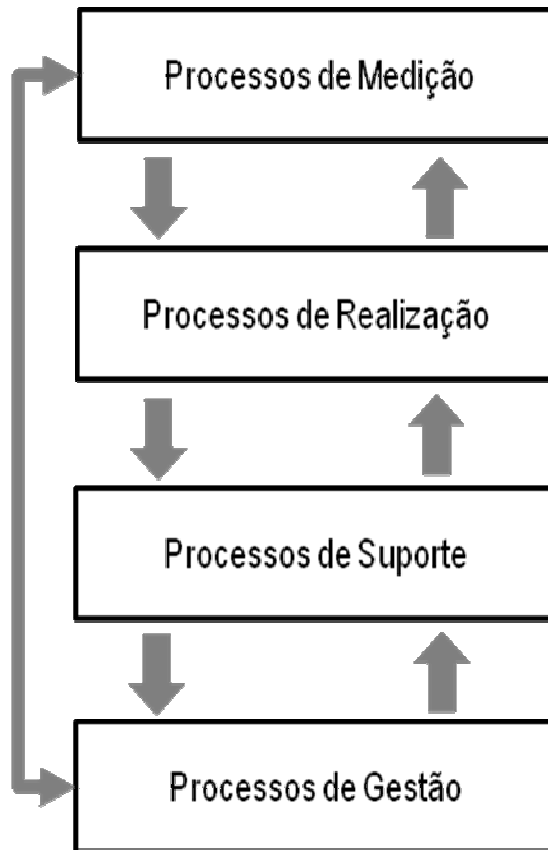 Processos de Medição
Processos de Realização
Processos de Suporte
Processos de Gestão